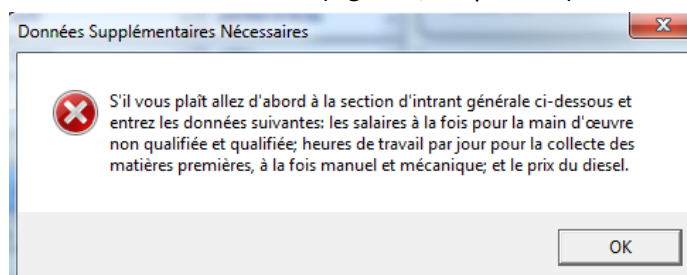 Données Supplémentaires Nécessaires
S'il vous plaît allez d'abord à la section d'intrant générale ci-dessous et
entrez les données suivantes: les salaires à la fois pour la main d'œuvre
non qualifiée et qualifiée; heures de travail par jour pour la collecte des
matières premières, à la fois manuel et mécanique; et le prix du diesel.
OK